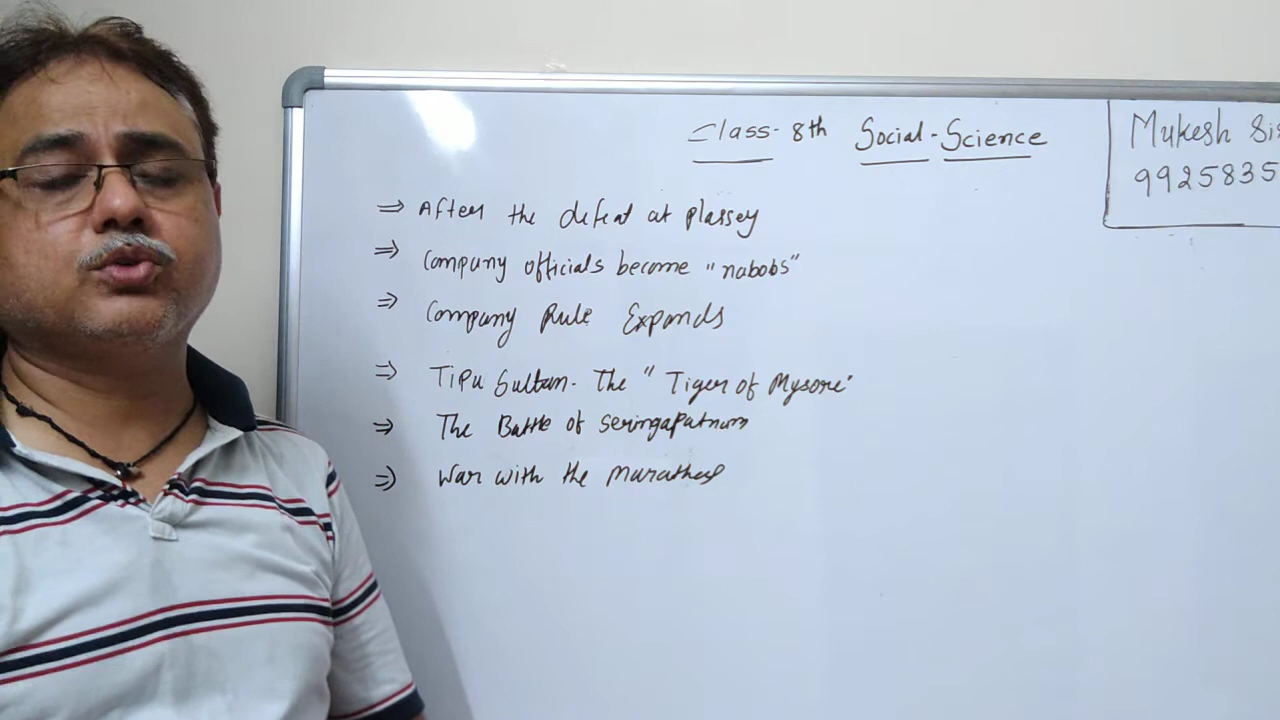 Class- 8th Social-Science
Mukesh Sis
9925835
⇒ After the defeat at plassey
⇒ Company officials become "nabobs"
⇒ Company Rule Expands
⇒ Tipu Sultan. The " Tiger of Mysore"
⇒ The Battle of seringapatnam
⇒ War with the Marathas